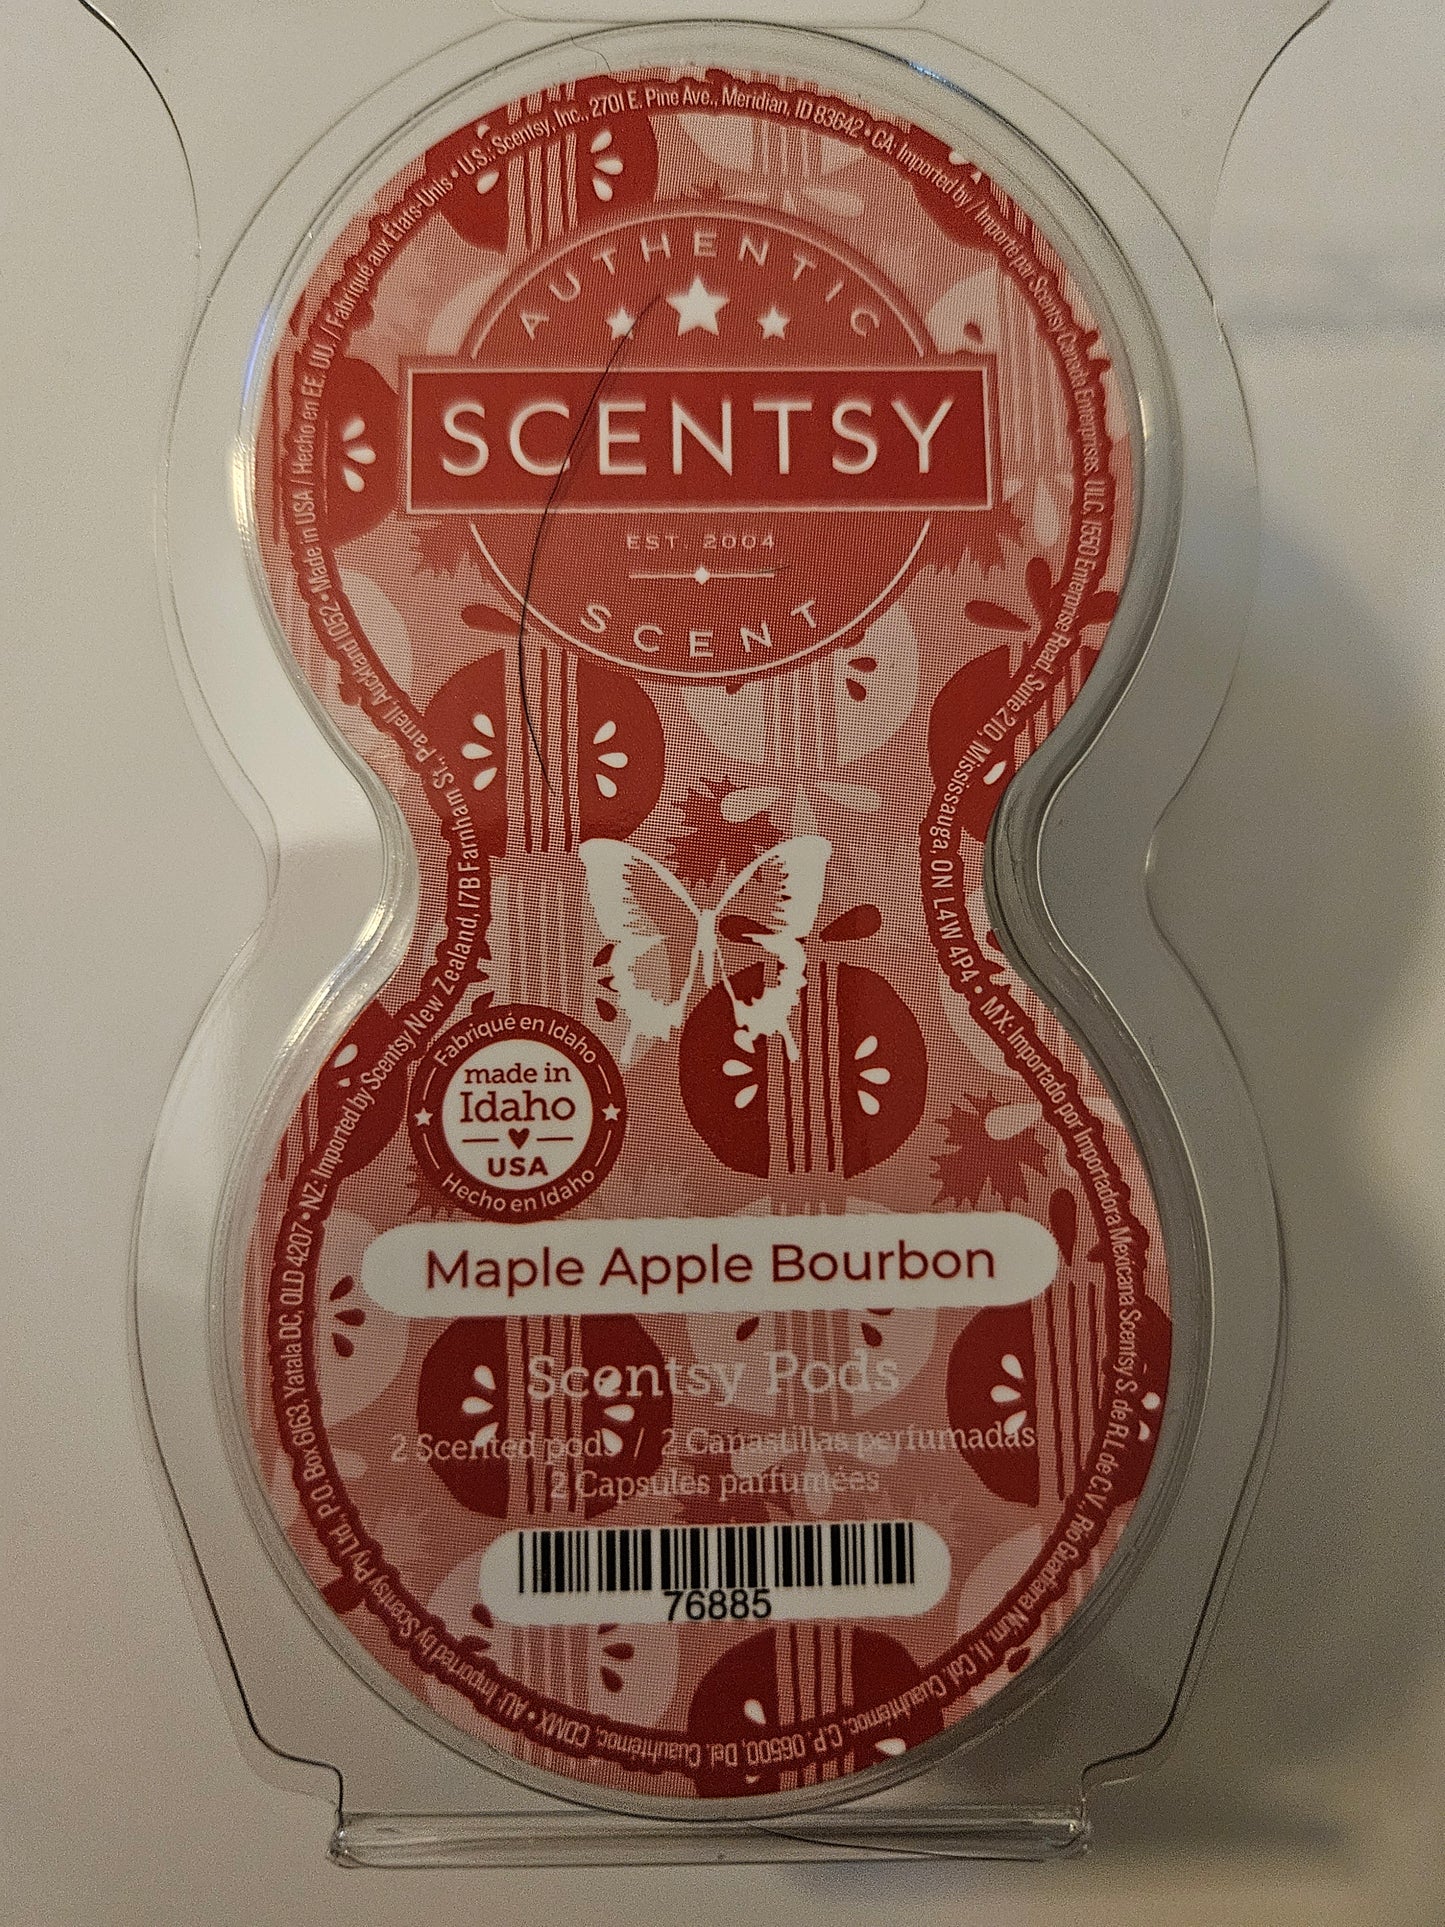 AUTHENTIC
SCENTSY
EST. 2004
SCENT
Fabriqué en Idaho
made in
Idaho
USA
Hecho en Idaho
Maple Apple Bourbon
Scentsy Pods
2 Scented pods / 2 Canastillas perfumadas
2 Capsules parfumées
76885
Made in USA / Hecho en EE. UU / Fabriqué aux États-Unis • U.S.: Scentsy, Inc., 2701 E. Pine Ave., Meridian, ID 83642 • CA: Imported by / Importé par Scentsy Canada Enterprises, ULC, 1550 Enterprise Road, Suite 210, Mississauga, ON L4W 4P4 • MX: Importado por Importadora Mexicana Scentsy S. de R.L. de C.V., Río Guardiana Núm. 11, Col. Cuauhtémoc, C.P. 06500, Del. Cuauhtémoc, CDMX • AU: Imported by Scentsy Pty Ltd., P O Box 6163, Yatala DC, QLD 4207 • NZ: Imported by Scentsy New Zealand, 17B Farnham St., Parnell, Auckland 1052 •